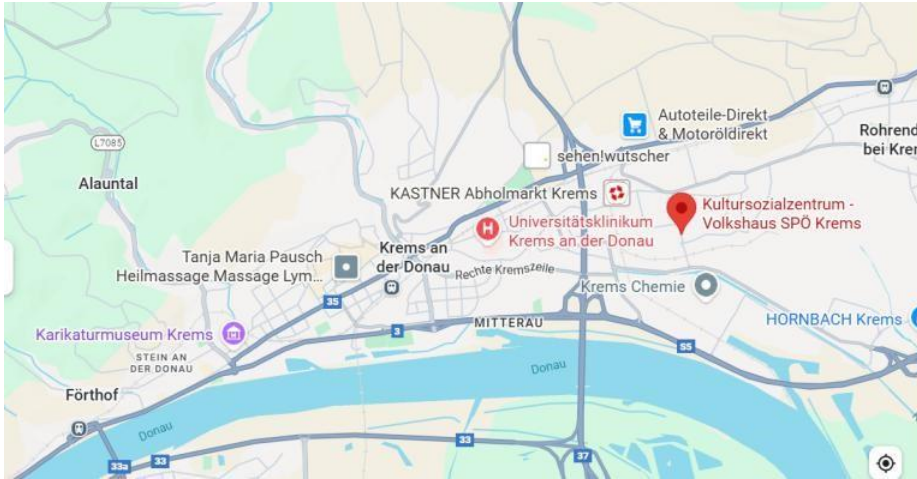 L7085
Alauntal
Autoteile-Direkt
& Motoröldirekt
Rohrend
bei Krem
sehen!wutscher
KASTNER Abholmarkt Krems
Kultursozialzentrum -
Volkshaus SPÖ Krems
H
Universitätsklinikum
Krems an der Donau
Tanja Maria Pausch
Heilmassage Massage Lym...
Krems an
der Donau
Rechte Kremszeile
Krems Chemie
35
Karikaturmuseum Krems
3
MITTERAU
HORNBACH Krems
S5
STEIN AN
DER DONAU
Donau
Förthof
Donau
33
33a
33
37